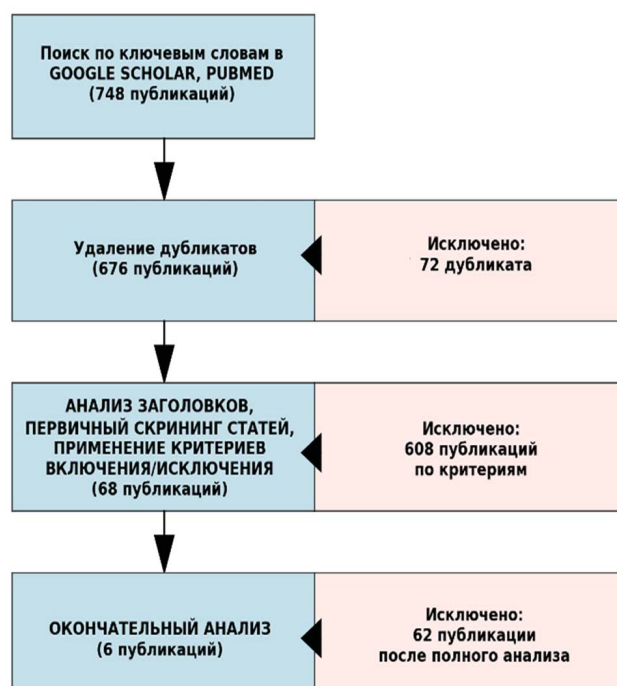 Поиск по ключевым словам в
GOOGLE SCHOLAR, PUBMED
(748 публикаций)
Удаление дубликатов
(676 публикаций)
Исключено:
72 дубликата
АНАЛИЗ ЗАГОЛОВКОВ,
ПЕРВИЧНЫЙ СКРИНИНГ СТАТЕЙ,
ПРИМЕНЕНИЕ КРИТЕРИЕВ
ВКЛЮЧЕНИЯ/ИСКЛЮЧЕНИЯ
(68 публикаций)
Исключено:
608 публикаций
по критериям
ОКОНЧАТЕЛЬНЫЙ АНАЛИЗ
(6 публикаций)
Исключено:
62 публикации
после полного анализа